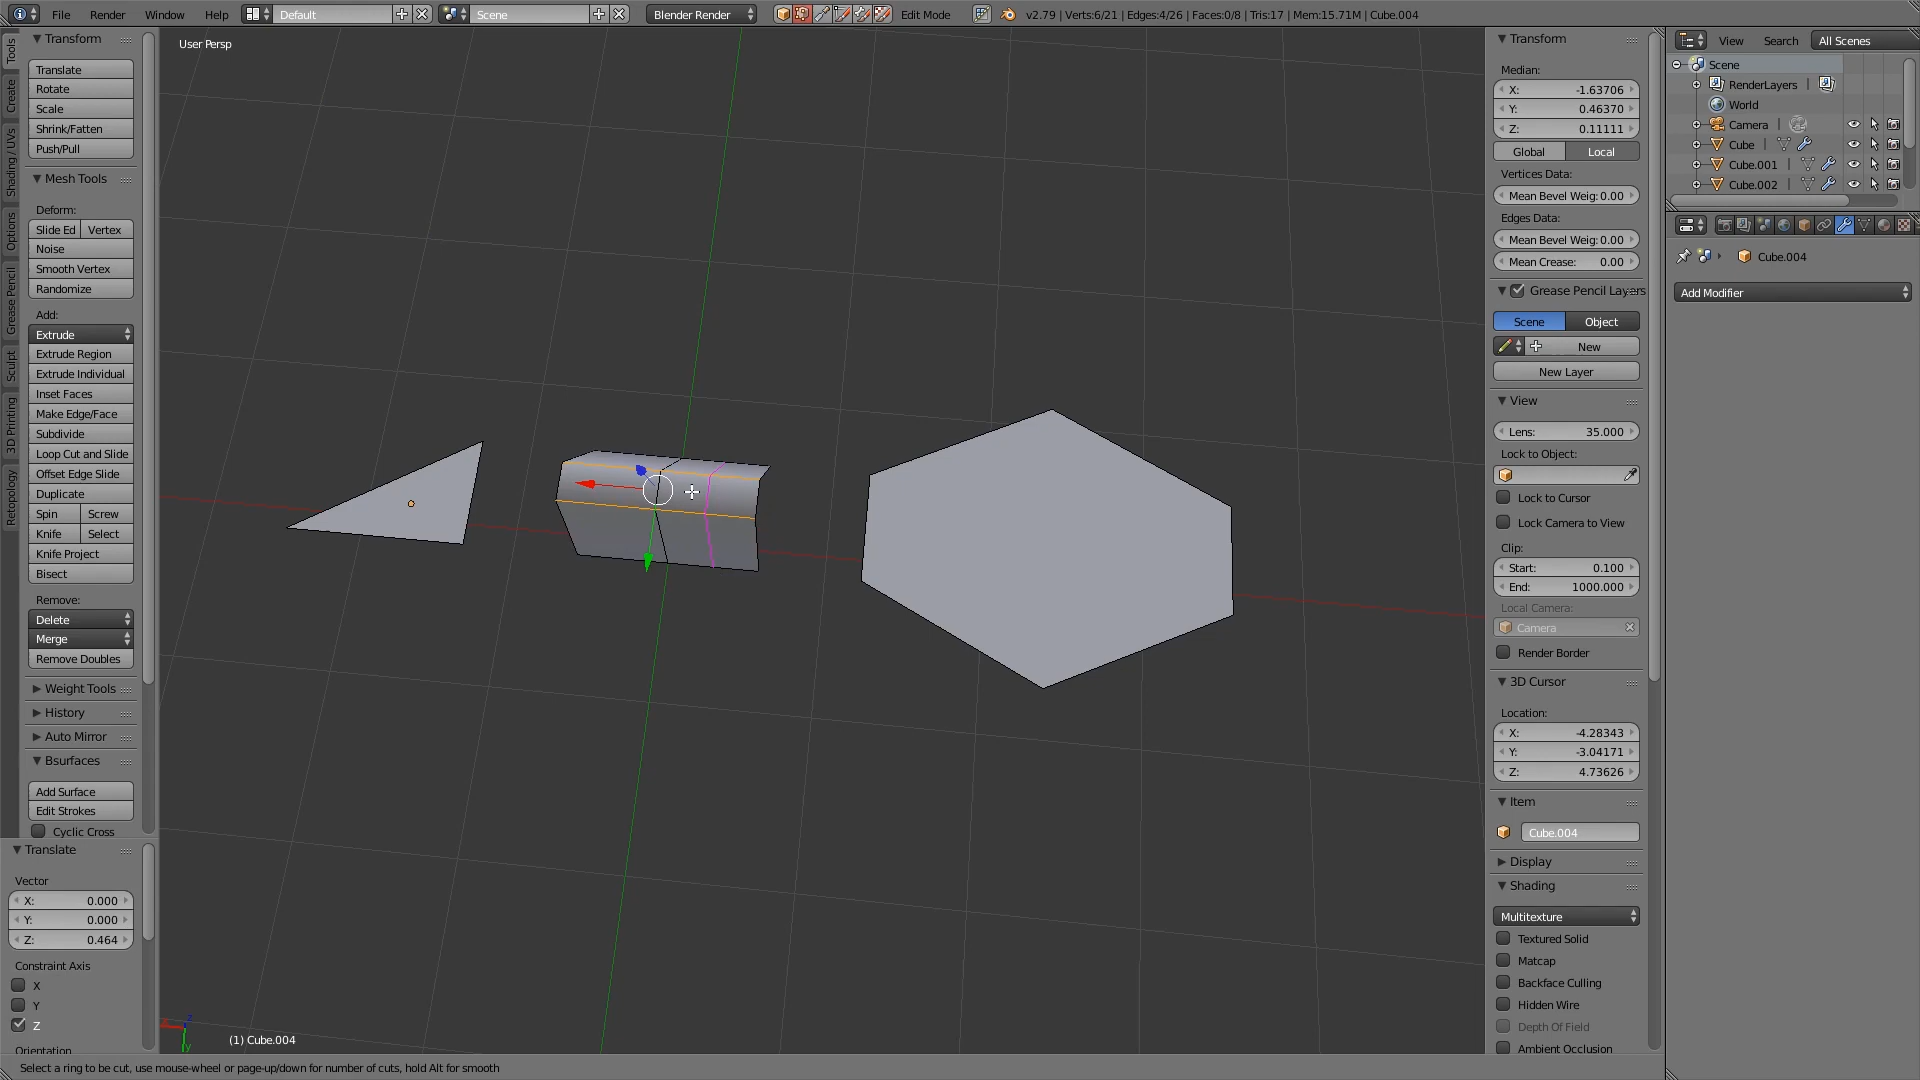 File Render Window Help Default Scene Blender Render Edit Mode v2.79 | Verts:6/21 | Edges:4/26 | Faces:0/8 | Tris:17 | Mem:15.71M | Cube.004
Tools
Create
Shading / UVs
Options
Grease Pencil
Sculpt
3D Printing
Retopology
Transform
Translate
Rotate
Scale
Shrink/Fatten
Push/Pull
Mesh Tools
Deform:
Slide Ed Vertex
Noise
Smooth Vertex
Randomize
Add:
Extrude
Extrude Region
Extrude Individual
Inset Faces
Make Edge/Face
Subdivide
Loop Cut and Slide
Offset Edge Slide
Duplicate
Spin Screw
Knife Select
Knife Project
Bisect
Remove:
Delete
Merge
Remove Doubles
Weight Tools
History
Auto Mirror
Bsurfaces
Add Surface
Edit Strokes
Cyclic Cross
Translate
Vector
X: 0.000
Y: 0.000
Z: 0.464
Constraint Axis
X
Y
Z
Orientation
User Persp
(1) Cube.004
Select a ring to be cut, use mouse-wheel or page-up/down for number of cuts, hold Alt for smooth
Transform
Median:
X: -1.63706
Y: 0.46370
Z: 0.11111
Global Local
Vertices Data:
Mean Bevel Weig: 0.00
Edges Data:
Mean Bevel Weig: 0.00
Mean Crease: 0.00
Grease Pencil Layers
Scene Object
New
New Layer
View
Lens: 35.000
Lock to Object:
Lock to Cursor
Lock Camera to View
Clip:
Start: 0.100
End: 1000.000
Local Camera:
Camera
Render Border
3D Cursor
Location:
X: -4.28343
Y: -3.04171
Z: 4.73626
Item
Cube.004
Display
Shading
Multitexture
Textured Solid
Matcap
Backface Culling
Hidden Wire
Depth Of Field
Ambient Occlusion
View Search All Scenes
Scene
RenderLayers |
World
Camera |
Cube |
Cube.001 |
Cube.002 |
Cube.004
Add Modifier